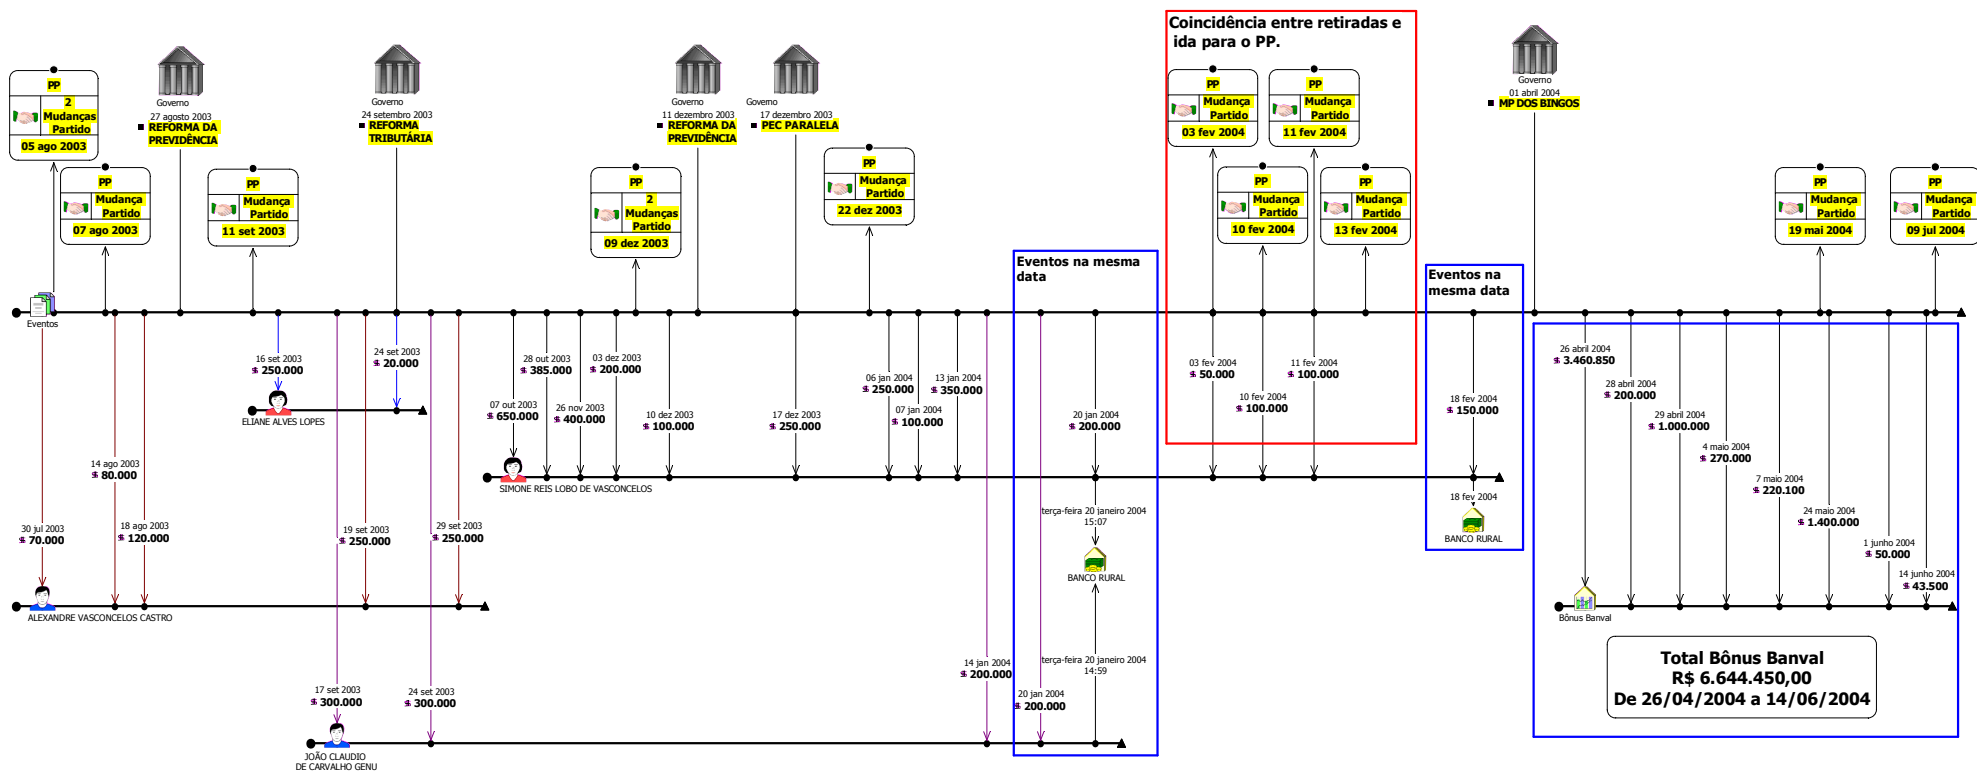 Coincidência entre retiradas e
ida para o PP.
PP
2
Mudanças
Partido
05 ago 2003
PP
Mudança
Partido
07 ago 2003
Governo
27 agosto 2003
REFORMA DA
PREVIDÊNCIA
PP
Mudança
Partido
11 set 2003
Governo
24 setembro 2003
REFORMA
TRIBUTÁRIA
PP
2
Mudanças
Partido
09 dez 2003
Governo
11 dezembro 2003
REFORMA DA
PREVIDÊNCIA
Governo
17 dezembro 2003
PEC PARALELA
PP
Mudança
Partido
22 dez 2003
PP
Mudança
Partido
03 fev 2004
PP
Mudança
Partido
10 fev 2004
PP
Mudança
Partido
11 fev 2004
PP
Mudança
Partido
13 fev 2004
Governo
01 abril 2004
MP DOS BINGOS
PP
Mudança
Partido
19 mai 2004
PP
Mudança
Partido
09 jul 2004
Eventos na mesma
data
Eventos na
mesma data
Eventos
16 set 2003
$ 250.000
24 set 2003
$ 20.000
ELIANE ALVES LOPES
07 out 2003
$ 650.000
28 out 2003
$ 385.000
26 nov 2003
$ 400.000
03 dez 2003
$ 200.000
10 dez 2003
$ 100.000
17 dez 2003
$ 250.000
06 jan 2004
$ 250.000
07 jan 2004
$ 100.000
13 jan 2004
$ 350.000
20 jan 2004
$ 200.000
03 fev 2004
$ 50.000
10 fev 2004
$ 100.000
11 fev 2004
$ 100.000
18 fev 2004
$ 150.000
SIMONE REIS LOBO DE VASCONCELOS
18 fev 2004
BANCO RURAL
terça-feira 20 janeiro 2004
15:07
BANCO RURAL
terça-feira 20 janeiro 2004
14:59
30 jul 2003
$ 70.000
14 ago 2003
$ 80.000
18 ago 2003
$ 120.000
19 set 2003
$ 250.000
29 set 2003
$ 250.000
ALEXANDRE VASCONCELOS CASTRO
17 set 2003
$ 300.000
24 set 2003
$ 300.000
14 jan 2004
$ 200.000
20 jan 2004
$ 200.000
JOÃO CLAUDIO
DE CARVALHO GENU
26 abril 2004
$ 3.460.850
28 abril 2004
$ 200.000
29 abril 2004
$ 1.000.000
4 maio 2004
$ 270.000
7 maio 2004
$ 220.100
24 maio 2004
$ 1.400.000
1 junho 2004
$ 50.000
14 junho 2004
$ 43.500
Bônus Banval
Total Bônus Banval
R$ 6.644.450,00
De 26/04/2004 a 14/06/2004